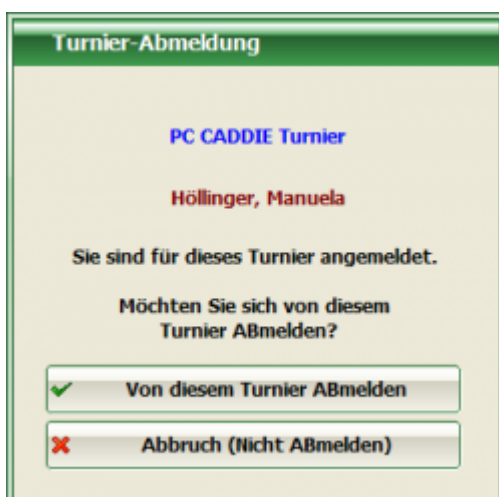 Turnier-Abmeldung
PC CADDIE Turnier
Höllinger, Manuela
Sie sind für dieses Turnier angemeldet.
Möchten Sie sich von diesem
Turnier ABmelden?
Von diesem Turnier ABmelden
Abbruch (Nicht ABmelden)